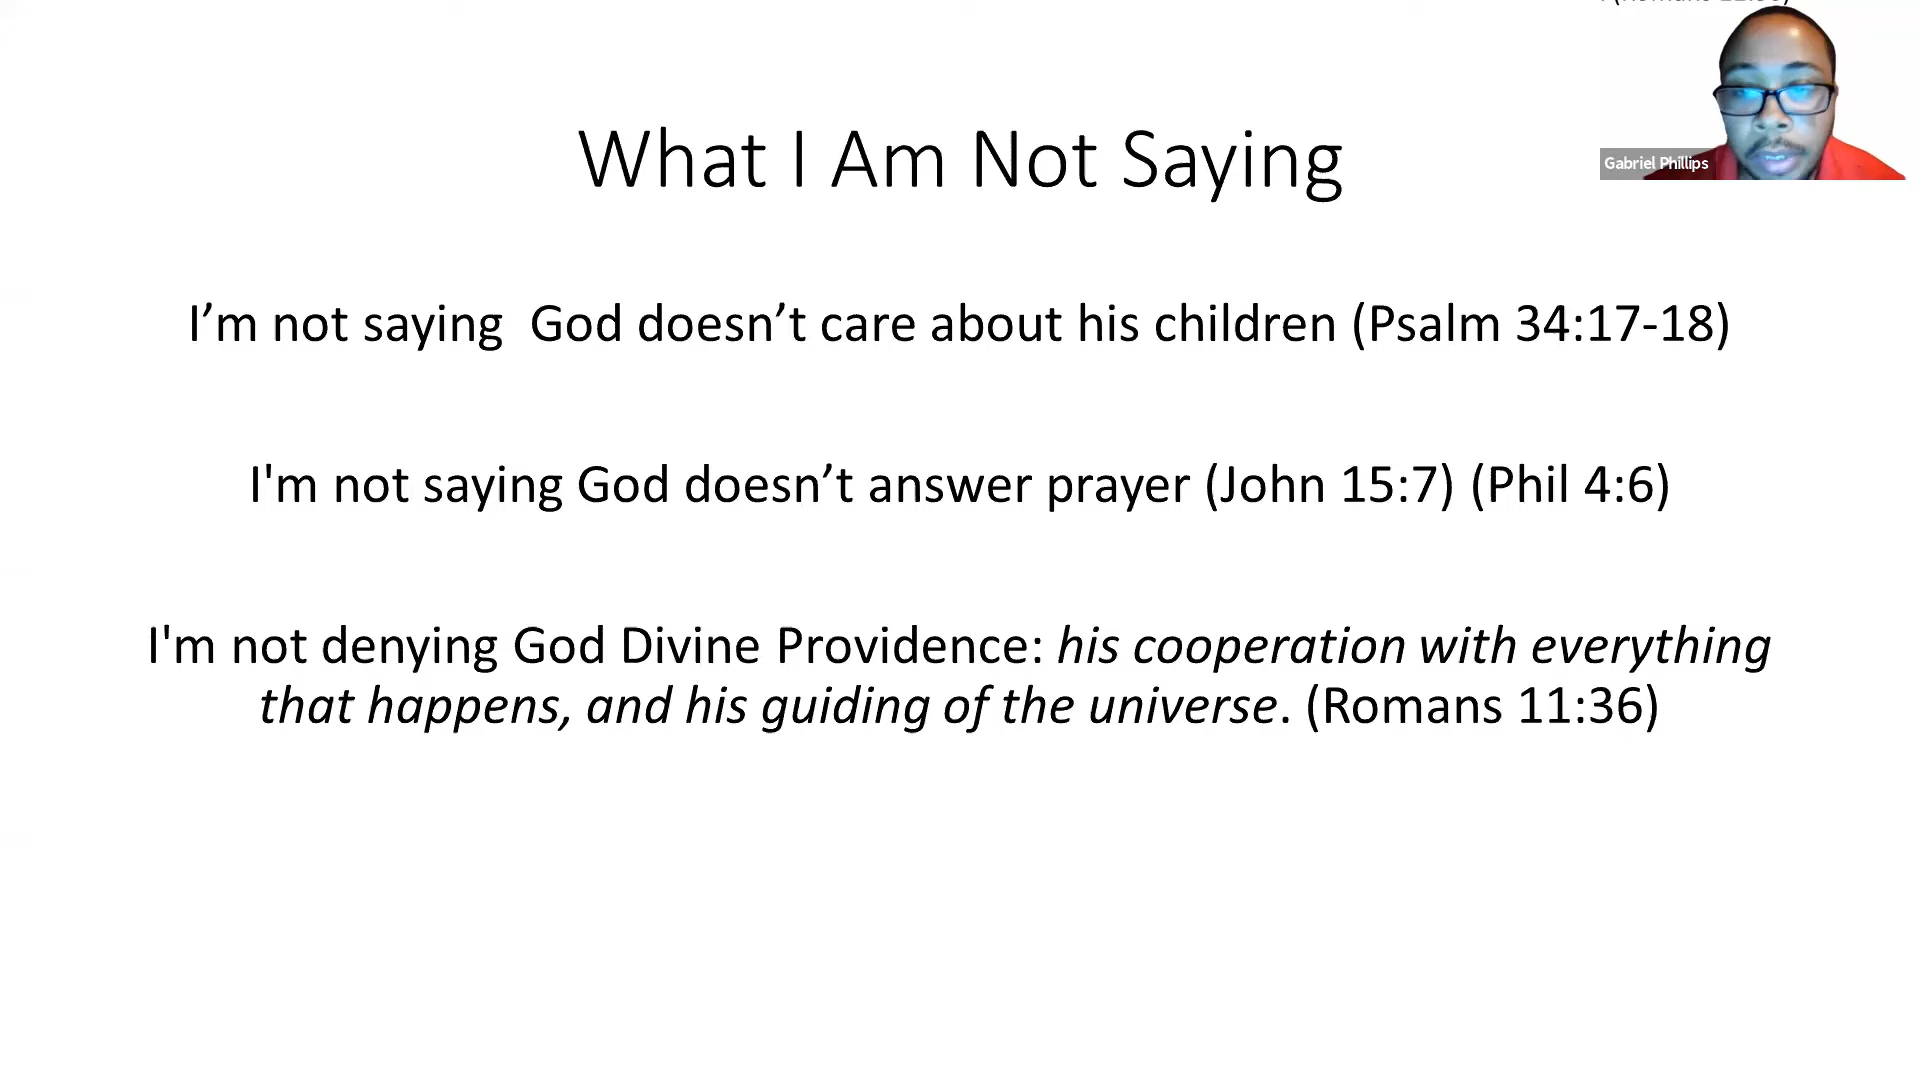 What I Am Not Saying
Gabriel Phillips
I’m not saying  God doesn’t care about his children (Psalm 34:17-18)
I'm not saying God doesn’t answer prayer (John 15:7) (Phil 4:6)
I'm not denying God Divine Providence: his cooperation with everything
that happens, and his guiding of the universe. (Romans 11:36)